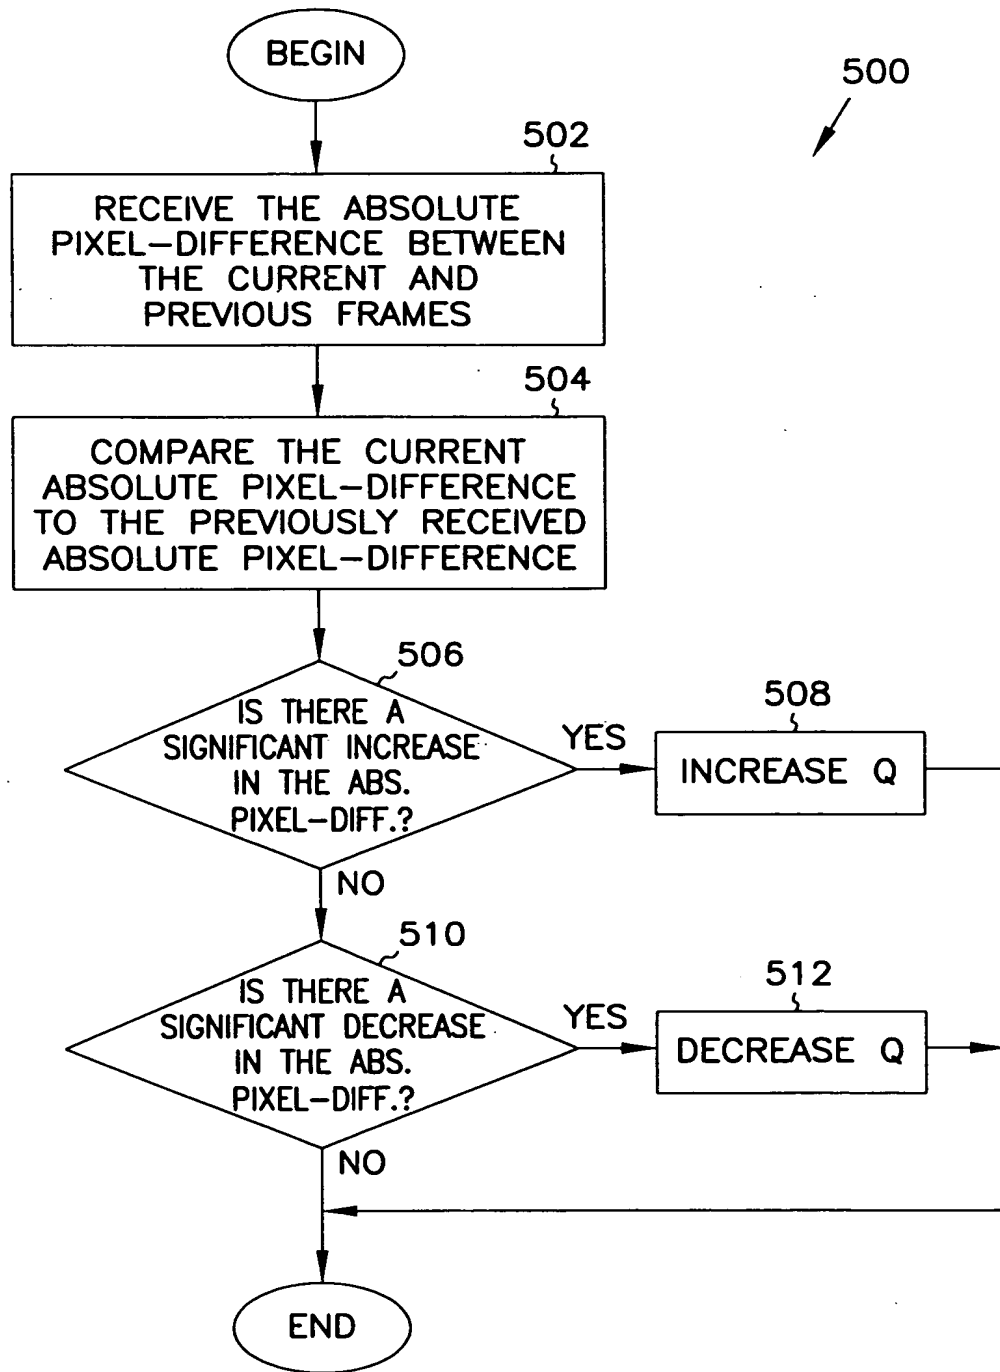 BEGIN
500
502
RECEIVE THE ABSOLUTE
PIXEL-DIFFERENCE BETWEEN
THE CURRENT AND
PREVIOUS FRAMES
504
COMPARE THE CURRENT
ABSOLUTE PIXEL-DIFFERENCE
TO THE PREVIOUSLY RECEIVED
ABSOLUTE PIXEL-DIFFERENCE
506
IS THERE A
SIGNIFICANT INCREASE
IN THE ABS.
PIXEL-DIFF.?
YES
508
INCREASE Q
NO
510
IS THERE A
SIGNIFICANT DECREASE
IN THE ABS.
PIXEL-DIFF.?
YES
512
DECREASE Q
NO
END